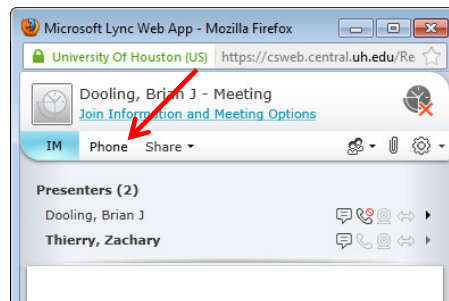 Microsoft Lync Web App - Mozilla Firefox
University Of Houston (US) https://csweb.central.uh.edu/Re
Dooling, Brian J - Meeting
Join Information and Meeting Options
IM Phone Share
Presenters (2)
Dooling, Brian J
Thierry, Zachary